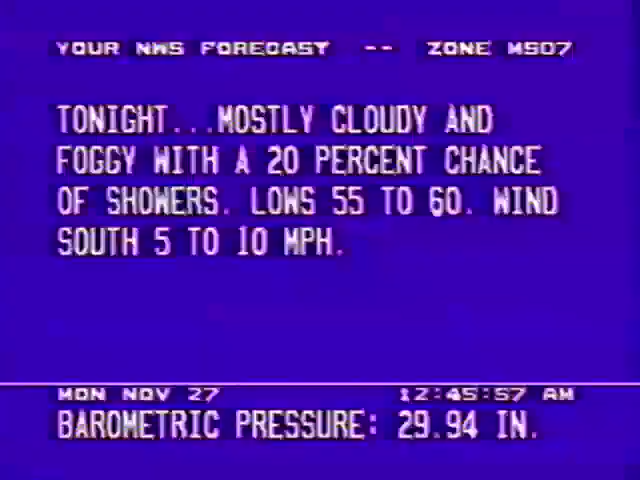 YOUR NWS FORECAST -- ZONE MS07
TONIGHT...MOSTLY CLOUDY AND
FOGGY WITH A 20 PERCENT CHANCE
OF SHOWERS. LOWS 55 TO 60. WIND
SOUTH 5 TO 10 MPH.
MON NOV 27 12:45:57 AM
BAROMETRIC PRESSURE: 29.94 IN.